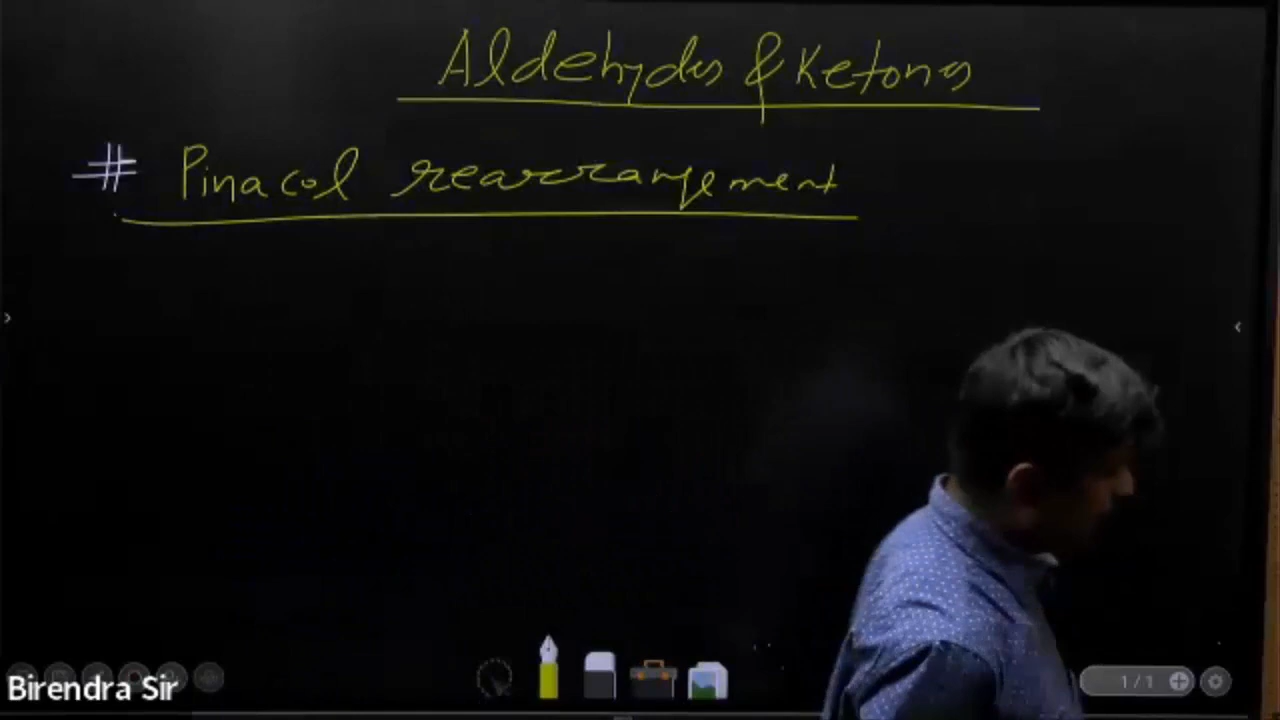 Aldehydes & Ketones
# Pinacol rearrangement
Birendra Sir
1/1